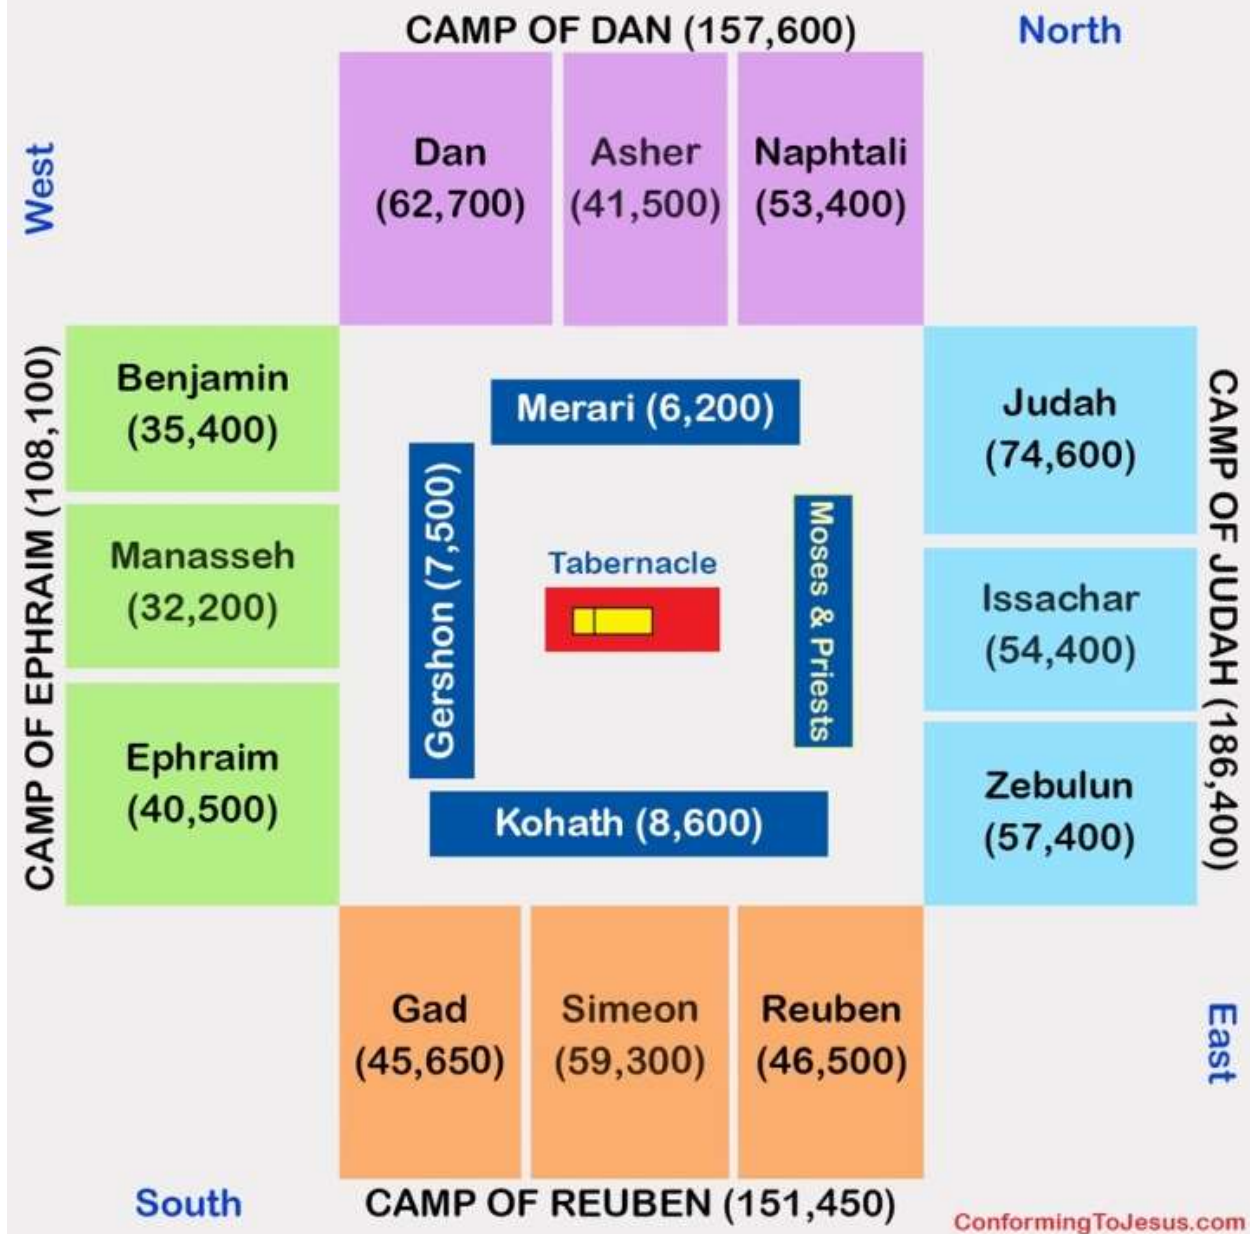 CAMP OF DAN (157,600)
North
West
Dan
(62,700)
Asher
(41,500)
Naphtali
(53,400)
CAMP OF EPHRAIM (108,100)
Benjamin
(35,400)
Manasseh
(32,200)
Ephraim
(40,500)
Merari (6,200)
Gershon (7,500)
Tabernacle
Moses & Priests
Kohath (8,600)
Judah
(74,600)
Issachar
(54,400)
Zebulun
(57,400)
CAMP OF JUDAH (186,400)
Gad
(45,650)
Simeon
(59,300)
Reuben
(46,500)
East
South
CAMP OF REUBEN (151,450)
ConformingToJesus.com